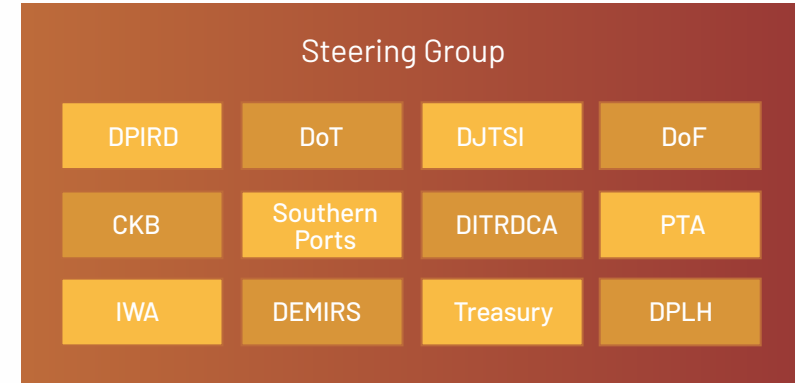 Steering Group
DPIRD
DoT
DJTSI
DoF
CKB
Southern
Ports
DITRDCA
PTA
IWA
DEMIRS
Treasury
DPLH